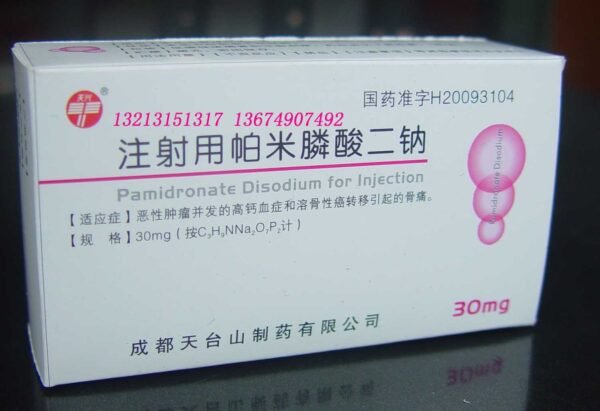 天兴
®
国药准字H20093104
13213151317 13674907492
注射用帕米膦酸二钠
Pamidronate Disodium for Injection
【适应症】恶性肿瘤并发的高钙血症和溶骨性癌转移引起的骨痛。
【规 格】30mg(按C₃H₉NNa₂O₇P₂计)
Pamidronate Disodium
30mg
成都天台山制药有限公司